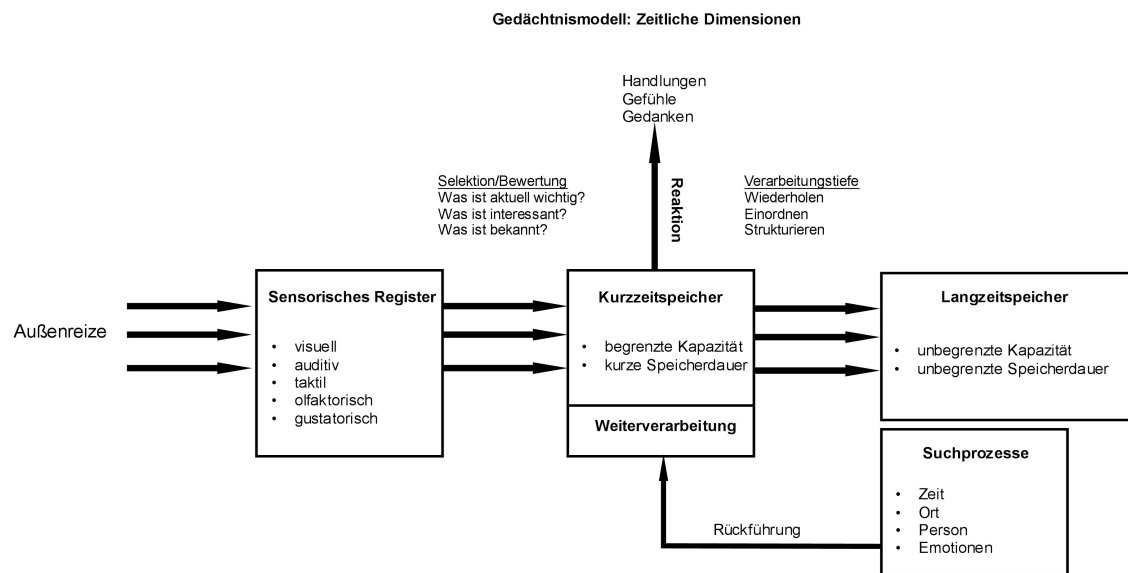 Gedächtnismodell: Zeitliche Dimensionen
Handlungen
Gefühle
Gedanken
Reaktion
Selektion/Bewertung
Was ist aktuell wichtig?
Was ist interessant?
Was ist bekannt?
Verarbeitungstiefe
Wiederholen
Einordnen
Strukturieren
Außenreize
Sensorisches Register
• visuell
• auditiv
• taktil
• olfaktorisch
• gustatorisch
Kurzzeitspeicher
• begrenzte Kapazität
• kurze Speicherdauer
Weiterverarbeitung
Langzeitspeicher
• unbegrenzte Kapazität
• unbegrenzte Speicherdauer
Suchprozesse
• Zeit
• Ort
• Person
• Emotionen
Rückführung